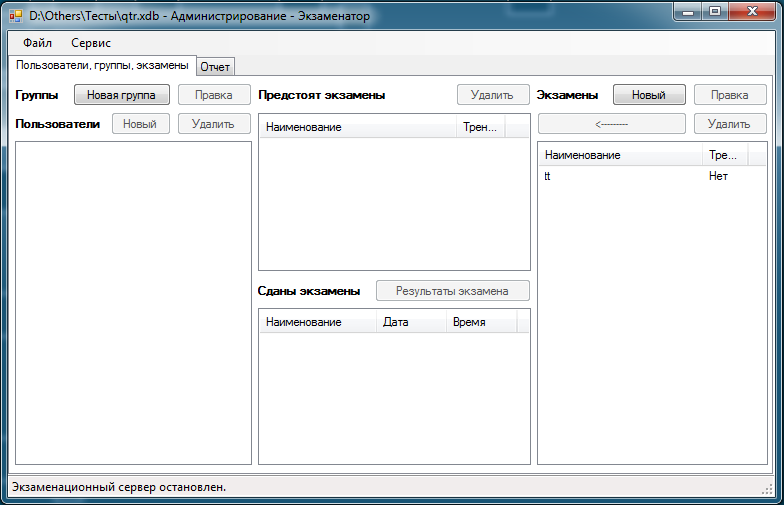 D:\Others\Тесты\qtr.xdb - Администрирование - Экзаменатор
Файл Сервис
Пользователи, группы, экзамены Отчет
Группы Новая группа Правка Предстоят экзамены Удалить Экзамены Новый Правка
Пользователи Новый Удалить <--------- Удалить
Наименование Трен...
Наименование Тре...
tt Нет
Сданы экзамены Результаты экзамена
Наименование Дата Время
Экзаменационный сервер остановлен.